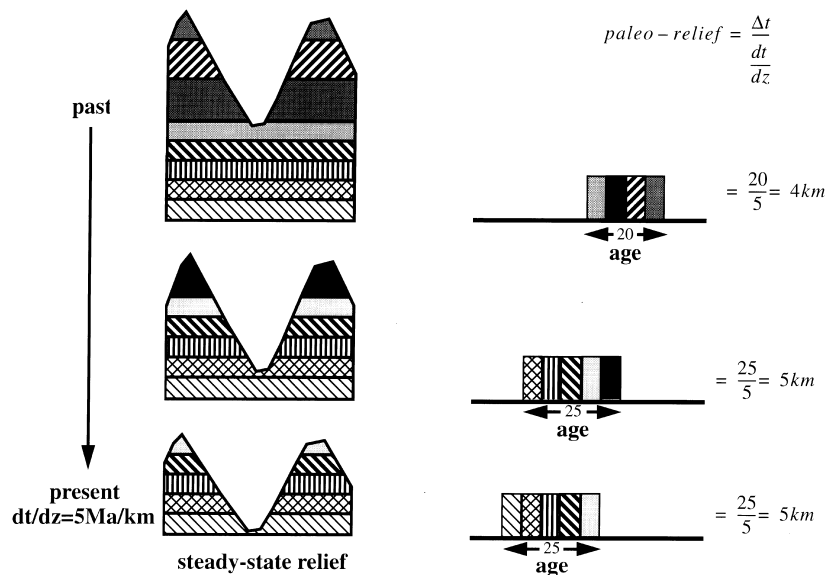 paleo – relief = Δt
dt
dz
past
= 20
5 = 4km
20
age
= 25
5 = 5km
25
age
present
dt/dz=5Ma/km
= 25
5 = 5km
25
age
steady-state relief